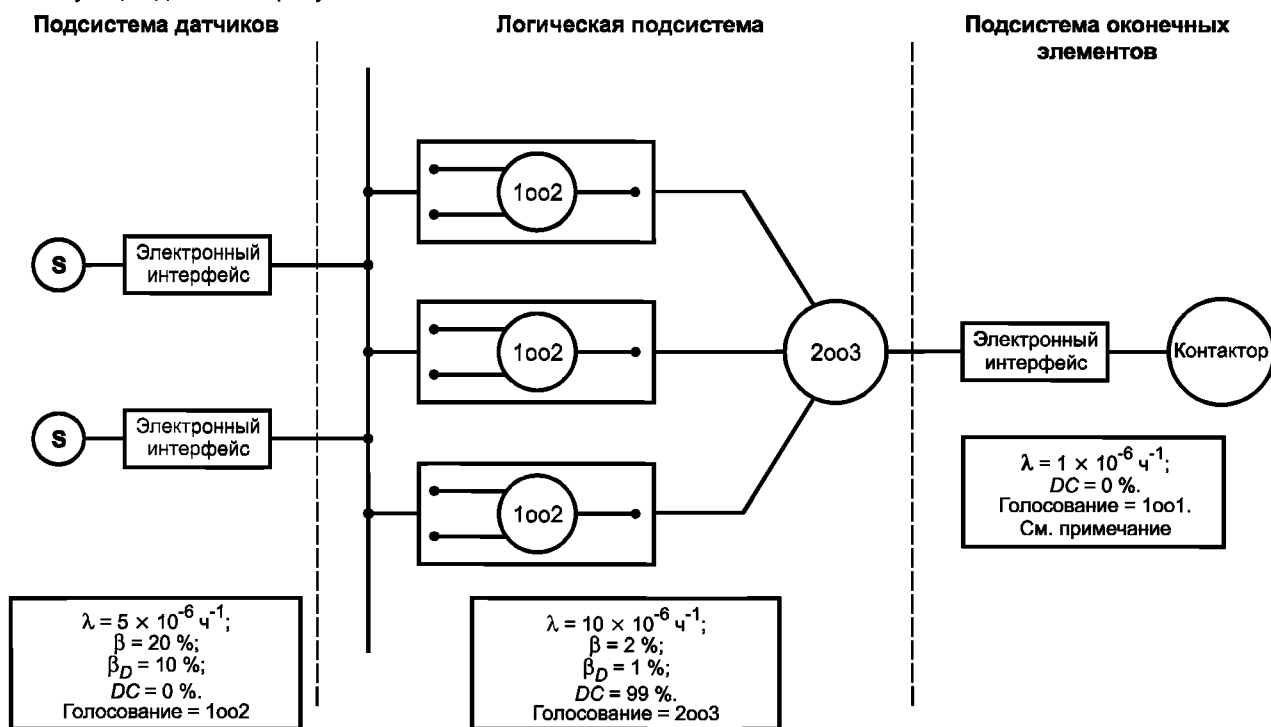 Подсистема датчиков
Логическая подсистема
Подсистема оконечных
элементов
1oo2
S
Электронный
интерфейс
1oo2
2oo3
Электронный
интерфейс
Контактор
S
Электронный
интерфейс
1oo2
λ = 1 × 10⁻⁶ ч⁻¹;
DC = 0 %.
Голосование = 1oo1.
См. примечание
λ = 5 × 10⁻⁶ ч⁻¹;
β = 20 %;
β_D = 10 %;
DC = 0 %.
Голосование = 1oo2
λ = 10 × 10⁻⁶ ч⁻¹;
β = 2 %;
β_D = 1 %;
DC = 99 %.
Голосование = 2oo3